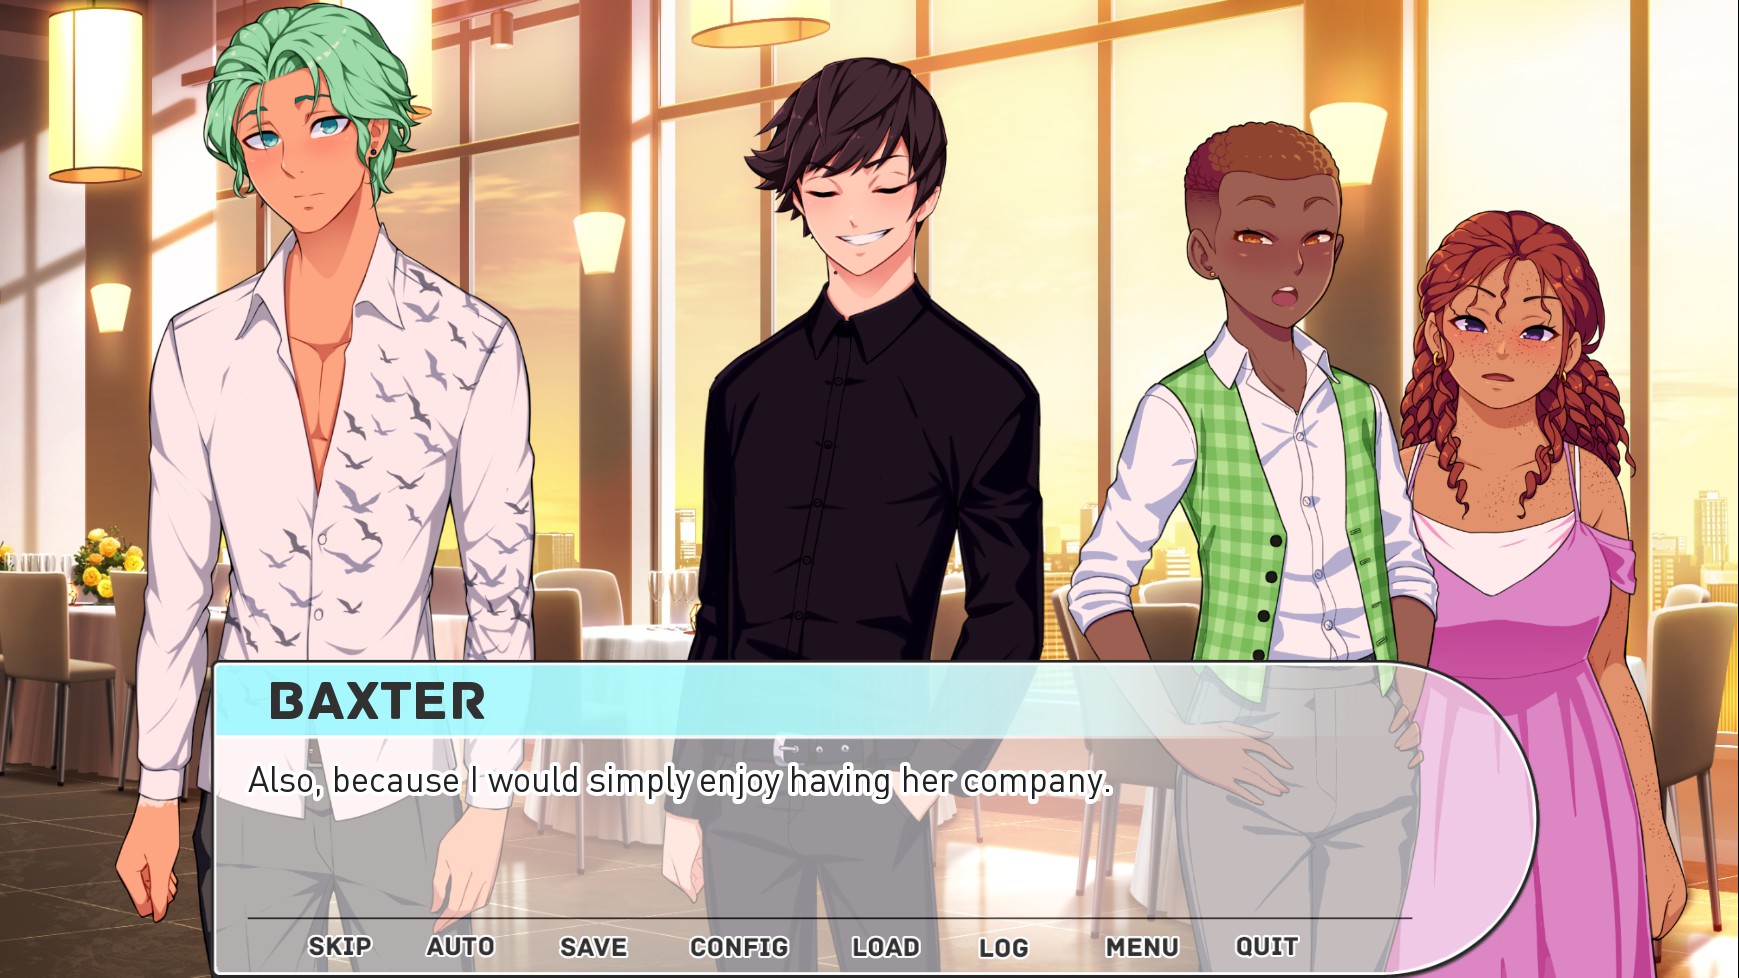 BAXTER
Also, because I would simply enjoy having her company.
SKIP AUTO SAVE CONFIG LOAD LOG MENU QUIT